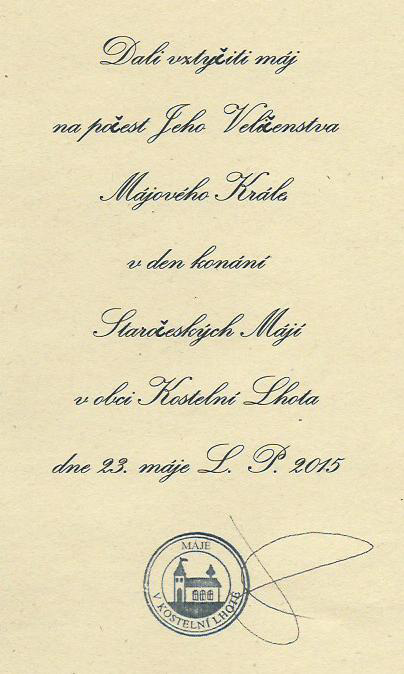 Dali vztyčiti máj
na počest Jeho Veličenstva
Májového Krále
v den konání
Staročeských Májí
v obci Kostelní Lhota
dne 23. máje L. P. 2015
MÁJE
V KOSTELNÍ LHOTĚ